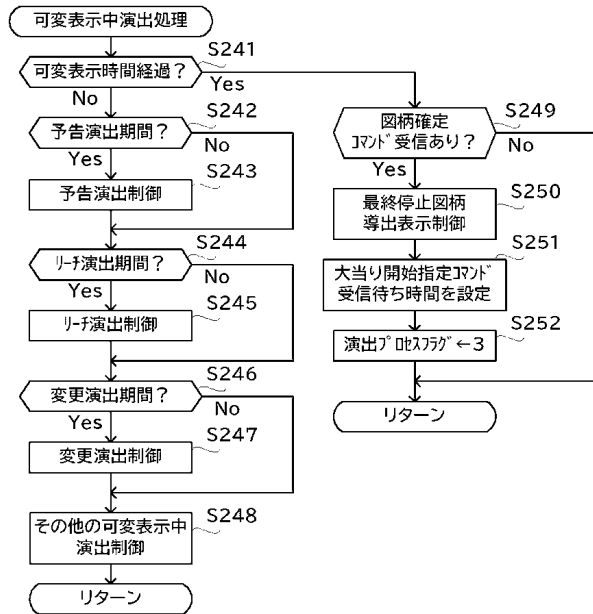 可変表示中演出処理
S241
可変表示時間経過？
Yes
No
S242
予告演出期間？
No
Yes
S243
予告演出制御
S244
ﾘｰﾁ演出期間？
No
Yes
S245
ﾘｰﾁ演出制御
S246
変更演出期間？
No
Yes
S247
変更演出制御
S248
その他の可変表示中
演出制御
リターン
S249
図柄確定
ｺﾏﾝﾄﾞ受信あり？
No
Yes
S250
最終停止図柄
導出表示制御
S251
大当り開始指定ｺﾏﾝﾄﾞ
受信待ち時間を設定
S252
演出ﾌﾟﾛｾｽﾌﾗｸﾞ←3
リターン